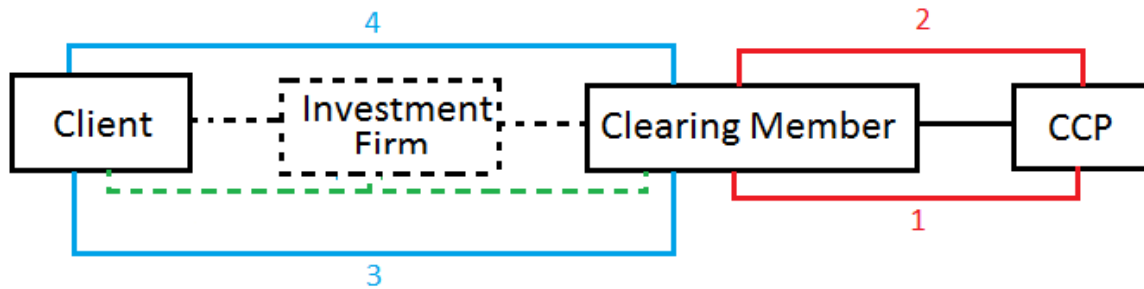 4
2
Client
Investment
Firm
Clearing Member
CCP
1
3